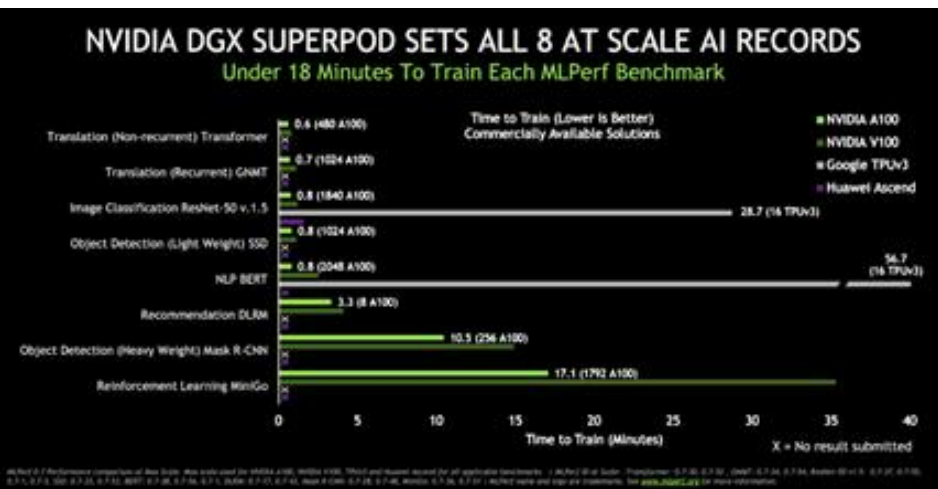 NVIDIA DGX SUPERPOD SETS ALL 8 AT SCALE AI RECORDS
Under 18 Minutes To Train Each MLPerf Benchmark
Time to Train (Lower is Better)
Commercially Available Solutions
NVIDIA A100
NVIDIA V100
Google TPUv3
Huawei Ascend
Translation (Non-recurrent) Transformer
0.6 (480 A100)
X
X
Translation (Recurrent) GNMT
0.7 (1024 A100)
X
X
Image Classification ResNet-50 v.1.5
0.8 (1840 A100)
28.7 (16 TPUv3)
Object Detection (Light Weight) SSD
0.8 (1024 A100)
X
X
NLP BERT
0.8 (2048 A100)
56.7
(16 TPUv3)
Recommendation DLRM
3.3 (8 A100)
X
X
Object Detection (Heavy Weight) Mask R-CNN
10.5 (256 A100)
X
X
Reinforcement Learning MiniGo
17.1 (1792 A100)
X
X
0 5 10 15 20 25 30 35 40
Time to Train (Minutes)
X = No result submitted